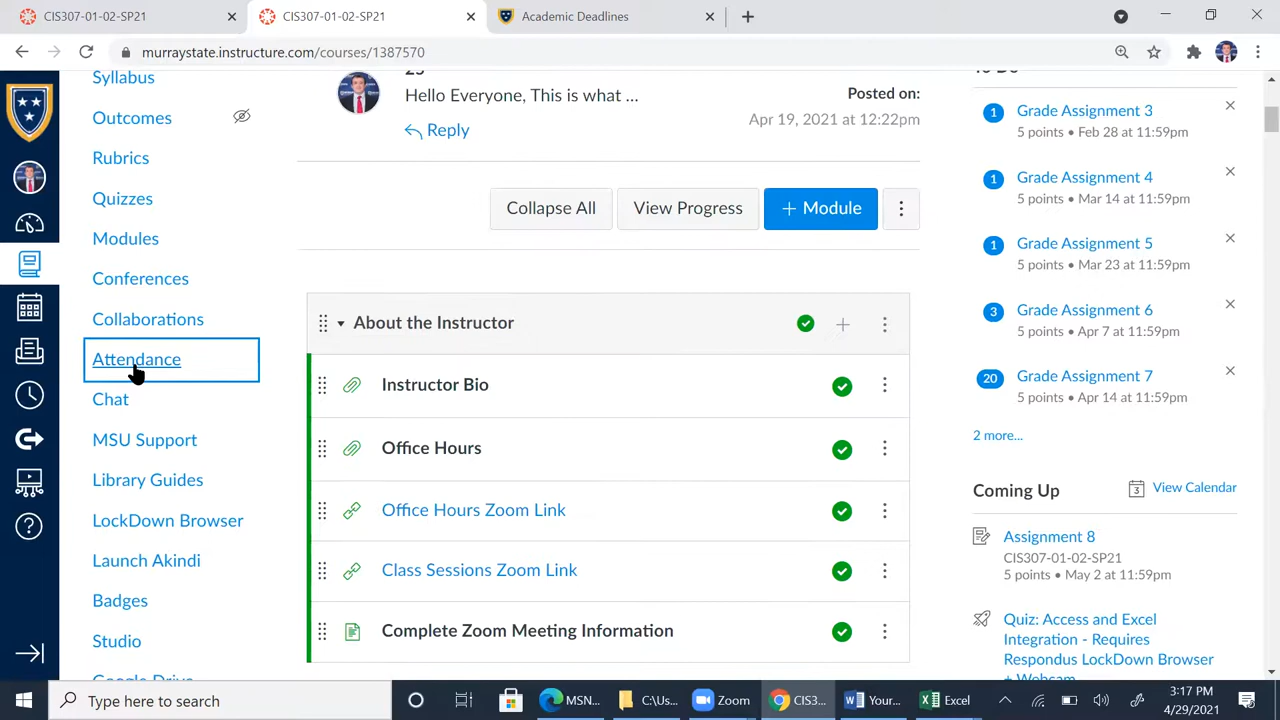 CIS307-01-02-SP21
CIS307-01-02-SP21
Academic Deadlines
murraystate.instructure.com/courses/1387570
Syllabus
Outcomes
Rubrics
Quizzes
Modules
Conferences
Collaborations
Attendance
Chat
MSU Support
Library Guides
LockDown Browser
Launch Akindi
Badges
Studio
Google Drive
Hello Everyone, This is what ...
Reply
Posted on:
Apr 19, 2021 at 12:22pm
Collapse All
View Progress
+ Module
About the Instructor
Instructor Bio
Office Hours
Office Hours Zoom Link
Class Sessions Zoom Link
Complete Zoom Meeting Information
To Do
1 Grade Assignment 3
5 points • Feb 28 at 11:59pm
1 Grade Assignment 4
5 points • Mar 14 at 11:59pm
1 Grade Assignment 5
5 points • Mar 23 at 11:59pm
3 Grade Assignment 6
5 points • Apr 7 at 11:59pm
20 Grade Assignment 7
5 points • Apr 14 at 11:59pm
2 more...
Coming Up
3 View Calendar
Assignment 8
CIS307-01-02-SP21
5 points • May 2 at 11:59pm
Quiz: Access and Excel
Integration - Requires
Respondus LockDown Browser
+ Webcam
Type here to search
MSN...
C:\Us...
Zoom
CIS3...
Your...
Excel
3:17 PM
4/29/2021